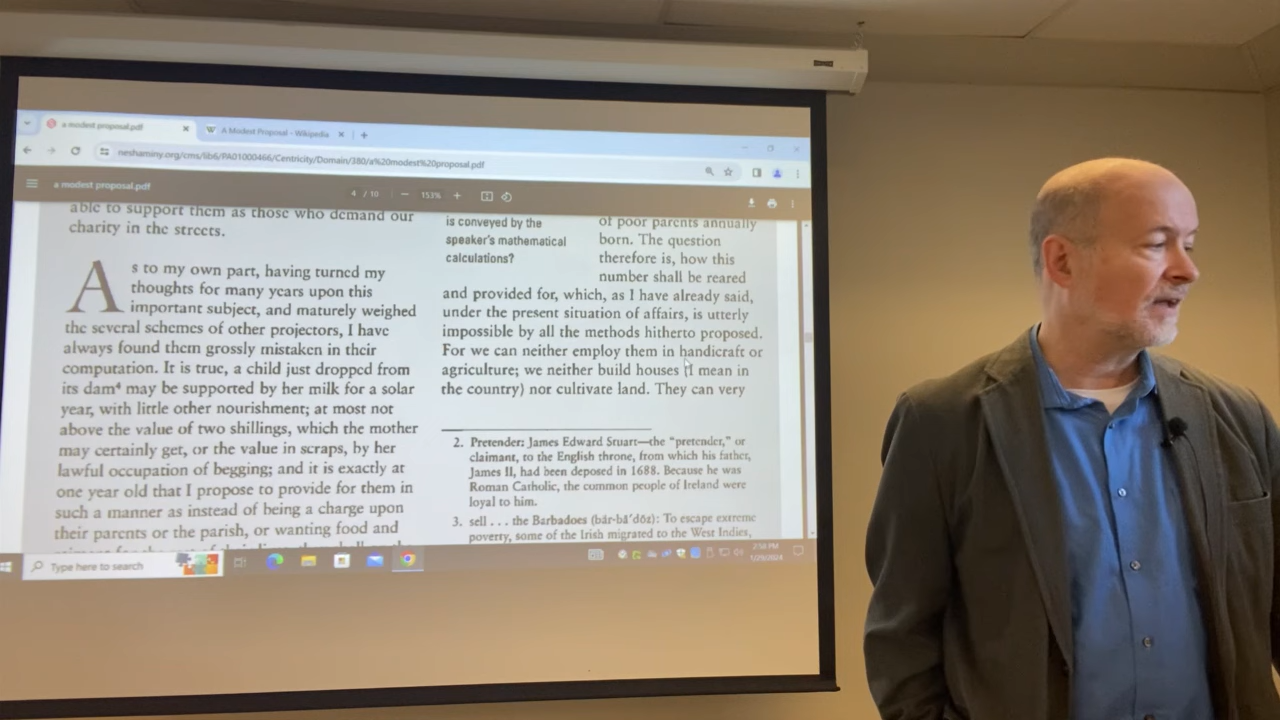 a modest proposal.pdf
A Modest Proposal - Wikipedia
neshaminy.org/cms/lib6/PA01000466/Centricity/Domain/380/a%20modest%20proposal.pdf
a modest proposal.pdf
4 / 10
153%
able to support them as those who demand our
charity in the streets.
As to my own part, having turned my
thoughts for many years upon this
important subject, and maturely weighed
the several schemes of other projectors, I have
always found them grossly mistaken in their
computation. It is true, a child just dropped from
its dam⁴ may be supported by her milk for a solar
year, with little other nourishment; at most not
above the value of two shillings, which the mother
may certainly get, or the value in scraps, by her
lawful occupation of begging; and it is exactly at
one year old that I propose to provide for them in
such a manner as instead of being a charge upon
their parents or the parish, or wanting food and
is conveyed by the
speaker's mathematical
calculations?
of poor parents annually
born. The question
therefore is, how this
number shall be reared
and provided for, which, as I have already said,
under the present situation of affairs, is utterly
impossible by all the methods hitherto proposed.
For we can neither employ them in handicraft or
agriculture; we neither build houses (I mean in
the country) nor cultivate land. They can very
2. Pretender: James Edward Stuart—the "pretender," or
claimant, to the English throne, from which his father,
James II, had been deposed in 1688. Because he was
Roman Catholic, the common people of Ireland were
loyal to him.
3. sell . . . the Barbadoes (bär-bā'dōz): To escape extreme
poverty, some of the Irish migrated to the West Indies,
Type here to search
2:58 PM
1/29/2024